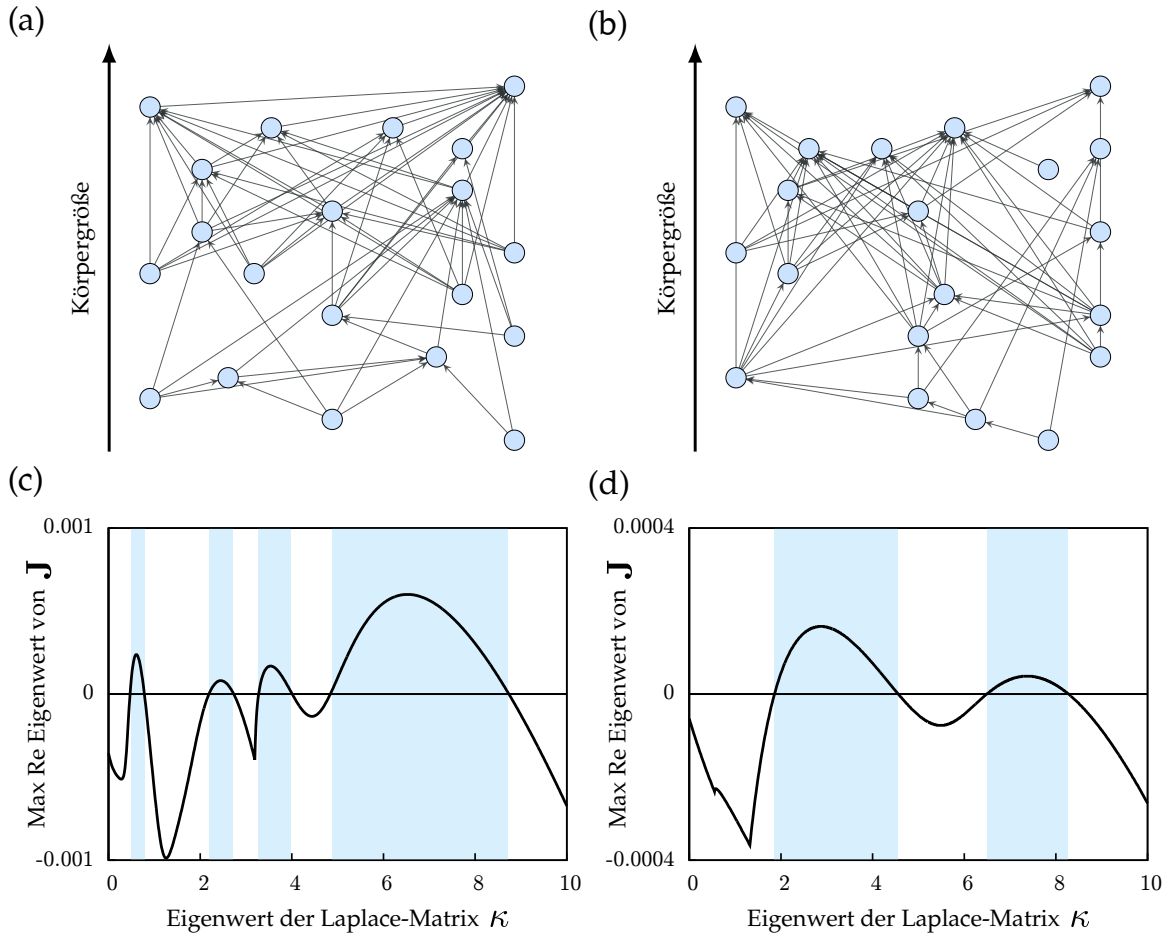 (a)
Körpergröße
(b)
Körpergröße
(c)
0.001
0
-0.001
Max Re Eigenwert von J
0 2 4 6 8 10
Eigenwert der Laplace-Matrix κ
(d)
0.0004
0
-0.0004
Max Re Eigenwert von J
0 2 4 6 8 10
Eigenwert der Laplace-Matrix κ